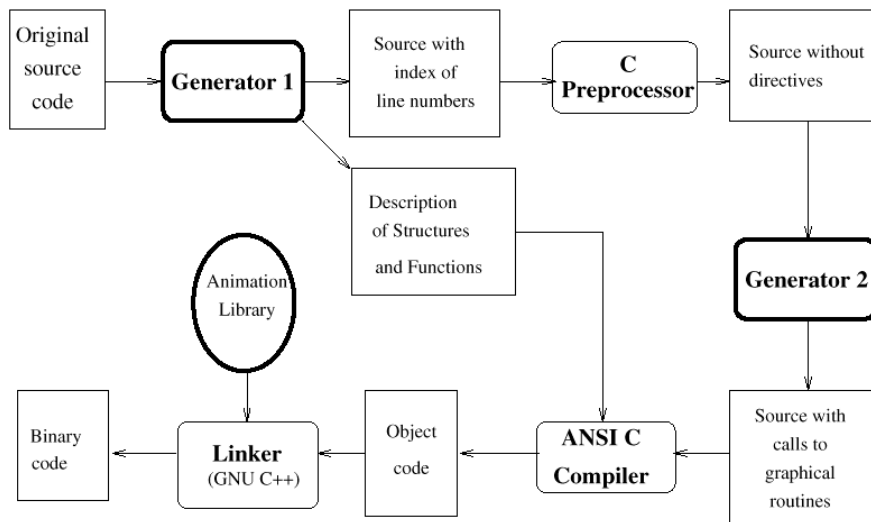 Original
source
code
Generator 1
Source with
index of
line numbers
C
Preprocessor
Source without
directives
Description
of Structures
and Functions
Animation
Library
Generator 2
Binary
code
Linker
(GNU C++)
Object
code
ANSI C
Compiler
Source with
calls to
graphical
routines